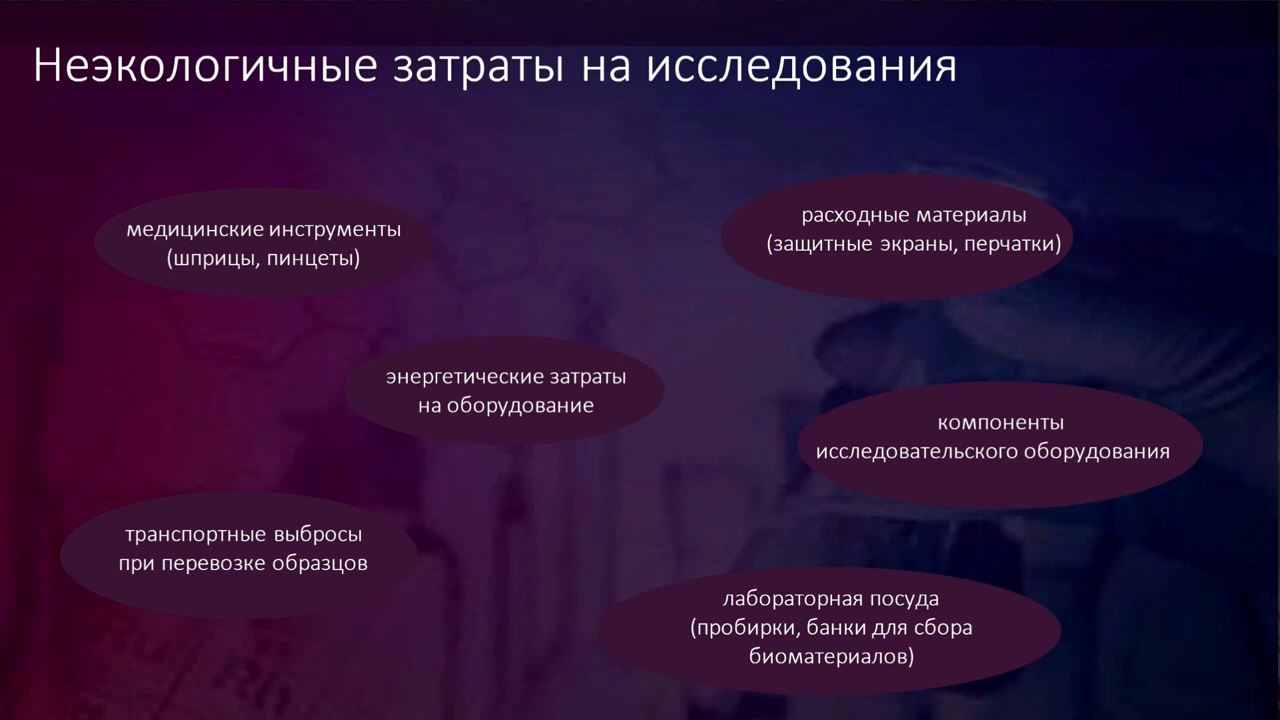 Неэкологичные затраты на исследования
медицинские инструменты
(шприцы, пинцеты)
расходные материалы
(защитные экраны, перчатки)
энергетические затраты
на оборудование
компоненты
исследовательского оборудования
транспортные выбросы
при перевозке образцов
лабораторная посуда
(пробирки, банки для сбора
биоматериалов)
Ru